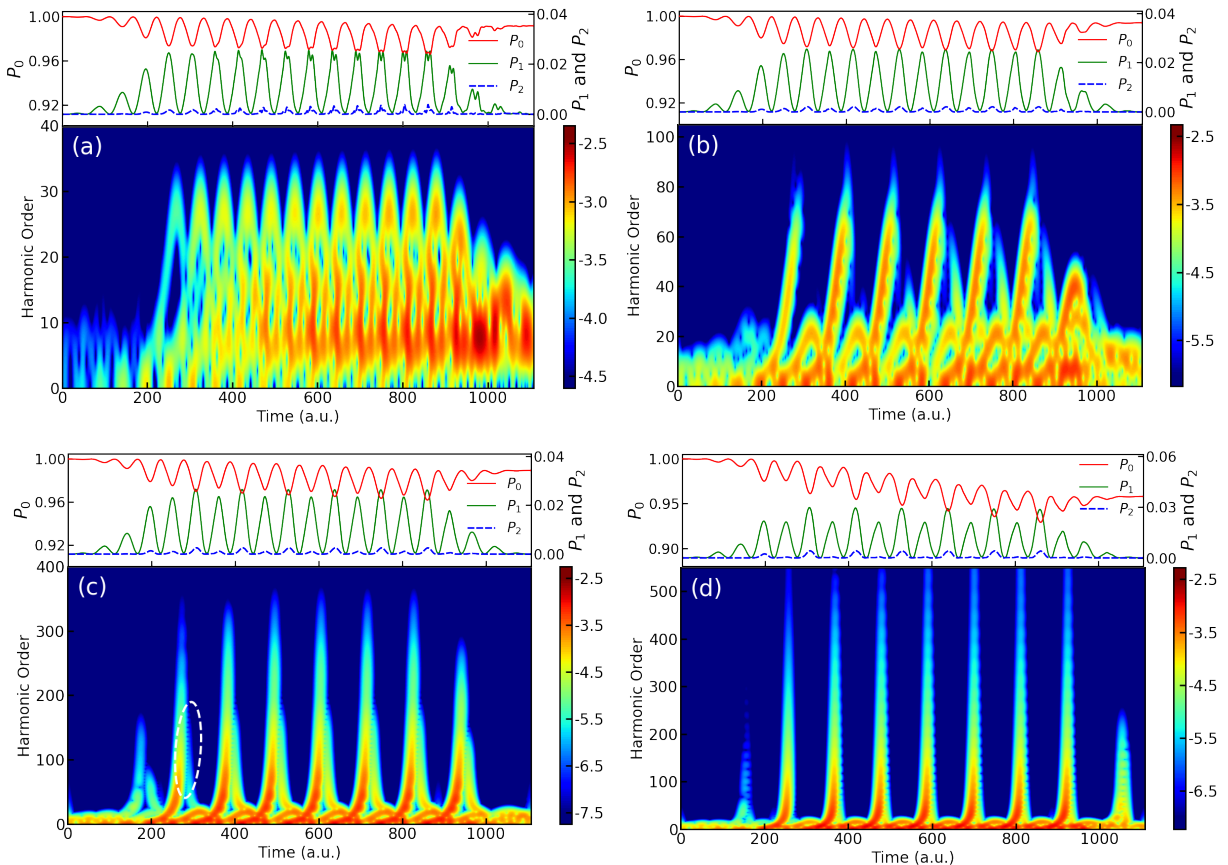 1.00
0.96
0.92
P0
0.04
0.02
0.00
P1 and P2
P0
P1
P2
(a)
40
30
20
10
0
Harmonic Order
0 200 400 600 800 1000
Time (a.u.)
-2.5
-3.0
-3.5
-4.0
-4.5
1.00
0.96
0.92
P0
0.04
0.02
0.00
P1 and P2
P0
P1
P2
(b)
100
80
60
40
20
0
Harmonic Order
0 200 400 600 800 1000
Time (a.u.)
-2.5
-3.5
-4.5
-5.5
1.00
0.96
0.92
P0
0.04
0.02
0.00
P1 and P2
P0
P1
P2
(c)
400
300
200
100
0
Harmonic Order
0 200 400 600 800 1000
Time (a.u.)
-2.5
-3.5
-4.5
-5.5
-6.5
-7.5
1.00
0.95
0.90
P0
0.06
0.03
0.00
P1 and P2
P0
P1
P2
(d)
500
400
300
200
100
50
0
Harmonic Order
0 200 400 600 800 1000
Time (a.u.)
-2.5
-3.5
-4.5
-5.5
-6.5